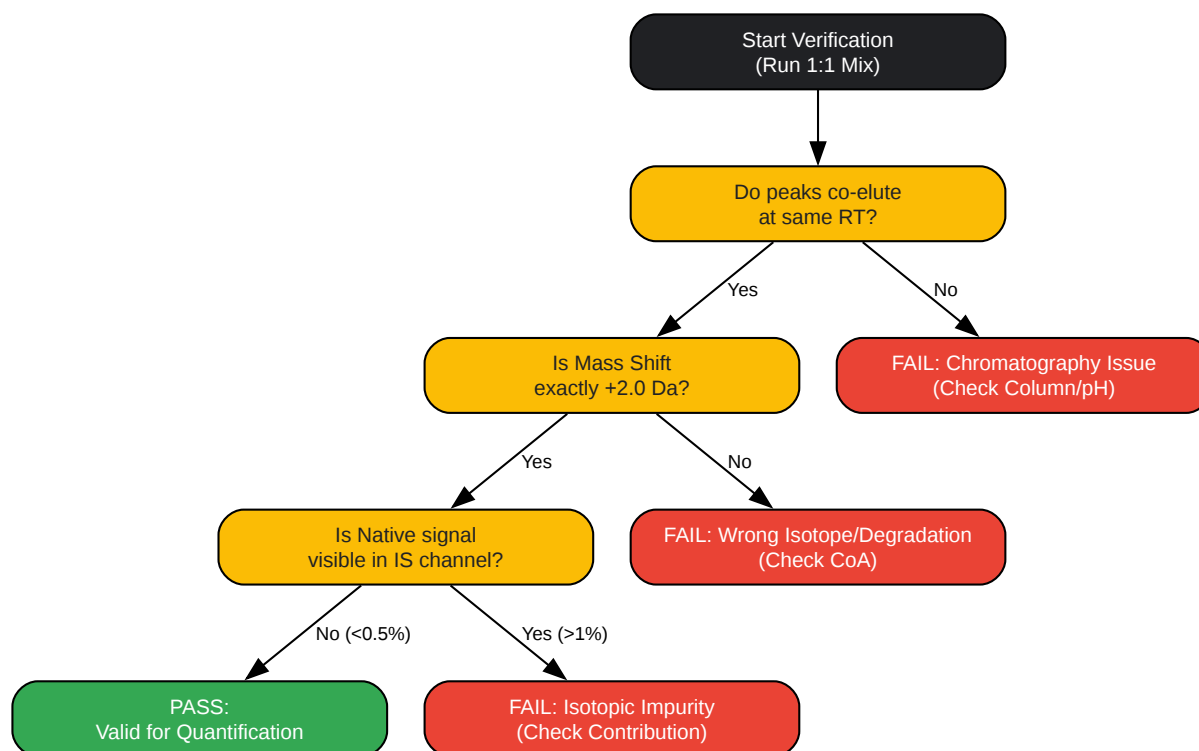 Start Verification
(Run 1:1 Mix)
Do peaks co-elute
at same RT?
Yes
No
Is Mass Shift
exactly +2.0 Da?
FAIL: Chromatography Issue
(Check Column/pH)
Yes
No
Is Native signal
visible in IS channel?
FAIL: Wrong Isotope/Degradation
(Check CoA)
No (<0.5%)
Yes (>1%)
PASS:
Valid for Quantification
FAIL: Isotopic Impurity
(Check Contribution)